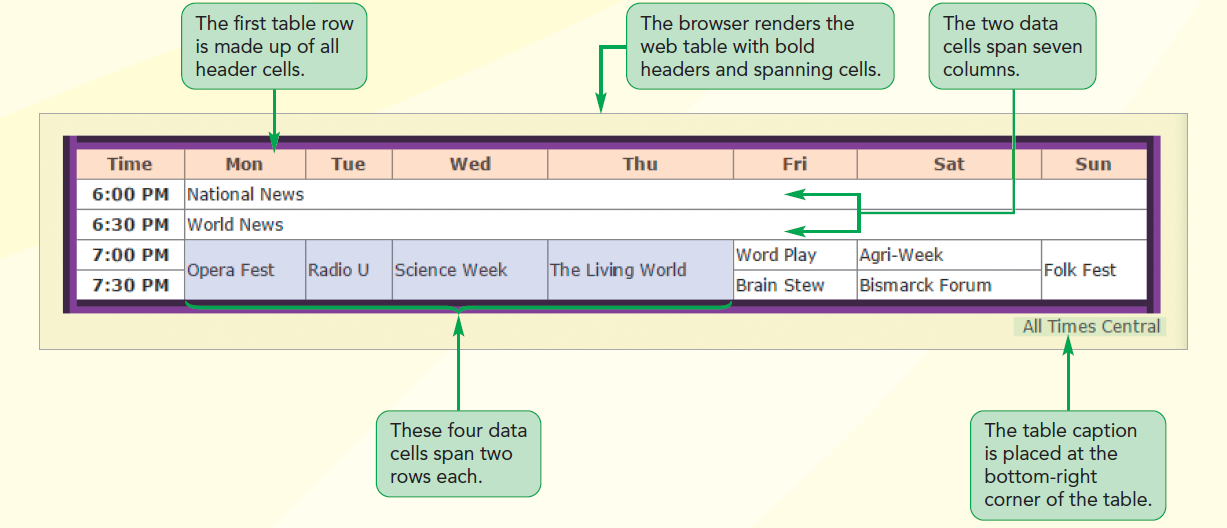 The first table row
is made up of all
header cells.
The browser renders the
web table with bold
headers and spanning cells.
The two data
cells span seven
columns.
Time Mon Tue Wed Thu Fri Sat Sun
6:00 PM National News
6:30 PM World News
7:00 PM Opera Fest Radio U Science Week The Living World Word Play Agri-Week Folk Fest
7:30 PM Brain Stew Bismarck Forum
All Times Central
These four data
cells span two
rows each.
The table caption
is placed at the
bottom-right
corner of the table.